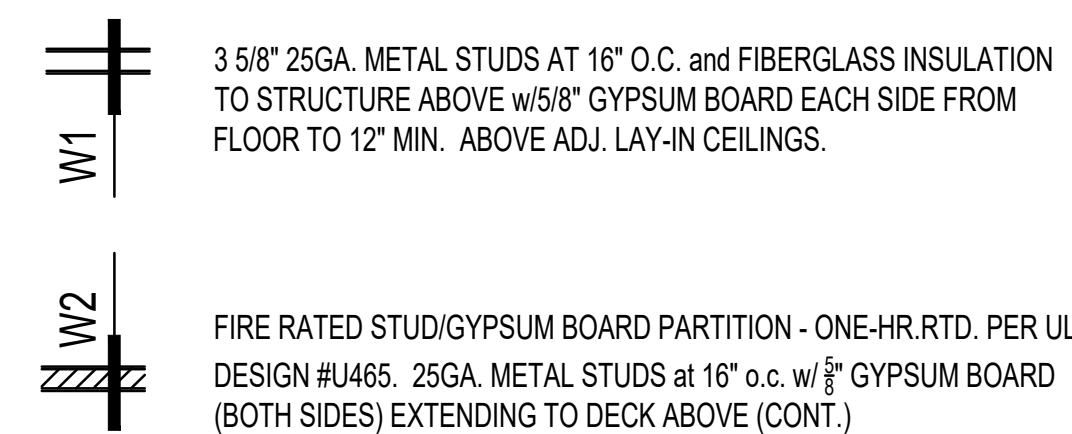 W1
3 5/8" 25GA. METAL STUDS AT 16" O.C. and FIBERGLASS INSULATION
TO STRUCTURE ABOVE w/5/8" GYPSUM BOARD EACH SIDE FROM
FLOOR TO 12" MIN. ABOVE ADJ. LAY-IN CEILINGS.
W2
FIRE RATED STUD/GYPSUM BOARD PARTITION - ONE-HR.RTD. PER UL
DESIGN #U465. 25GA. METAL STUDS at 16" o.c. w/ 5/8" GYPSUM BOARD
(BOTH SIDES) EXTENDING TO DECK ABOVE (CONT.)